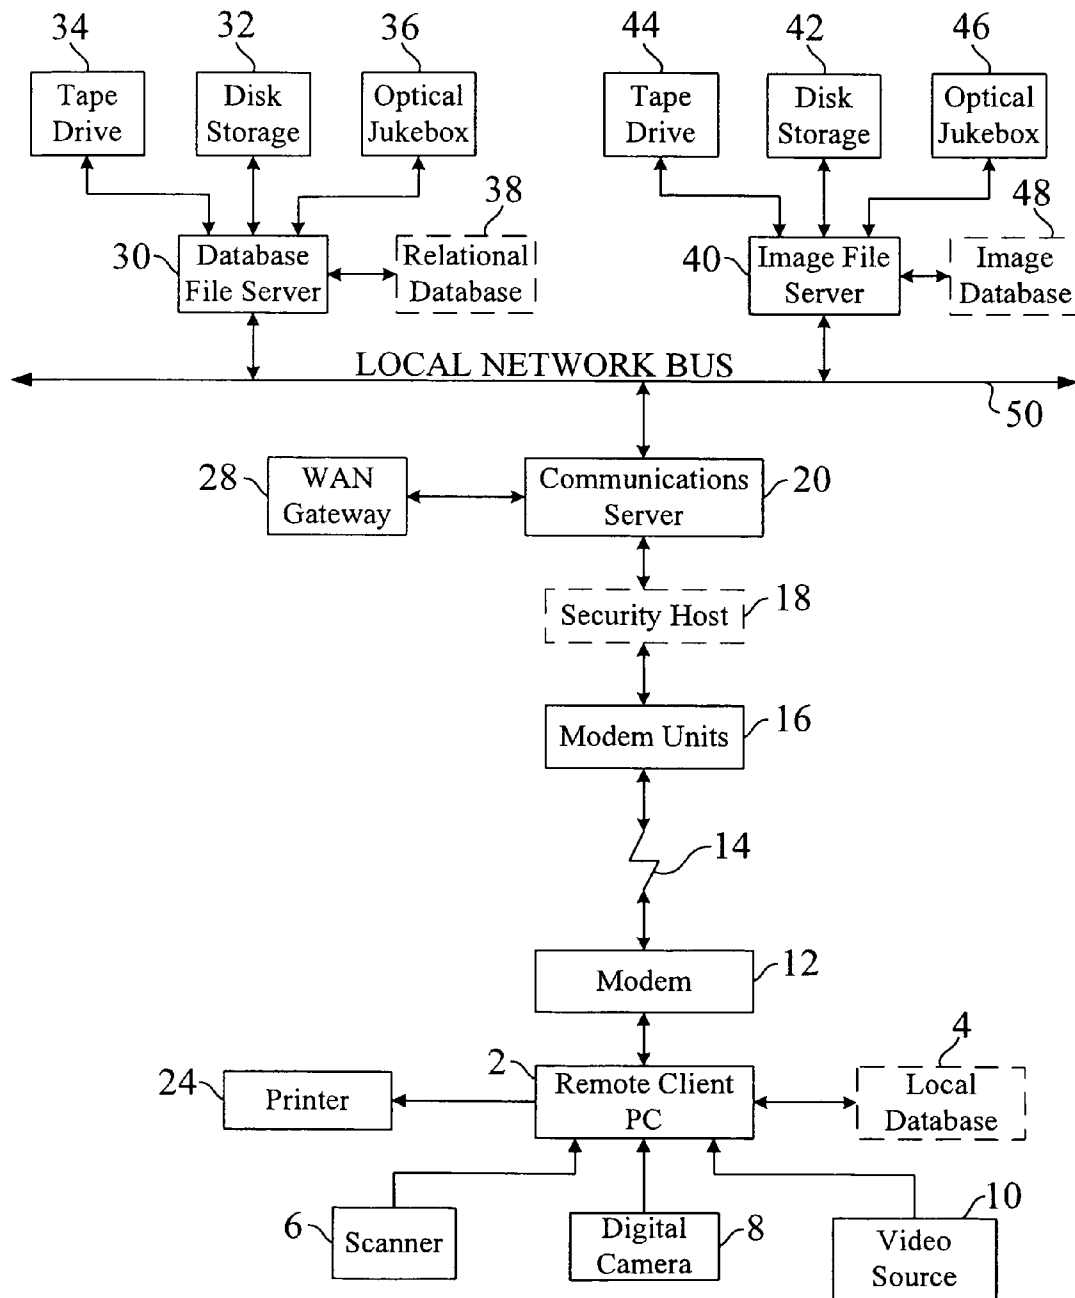 34
32
36
44
42
46
Tape
Drive
Disk
Storage
Optical
Jukebox
Tape
Drive
Disk
Storage
Optical
Jukebox
38
48
30
Database
File Server
Relational
Database
40
Image File
Server
Image
Database
LOCAL NETWORK BUS
50
28
WAN
Gateway
Communications
Server
20
Security Host
18
Modem Units
16
14
Modem
12
24
Printer
2
Remote Client
PC
4
Local
Database
6
Scanner
Digital
Camera
8
10
Video
Source